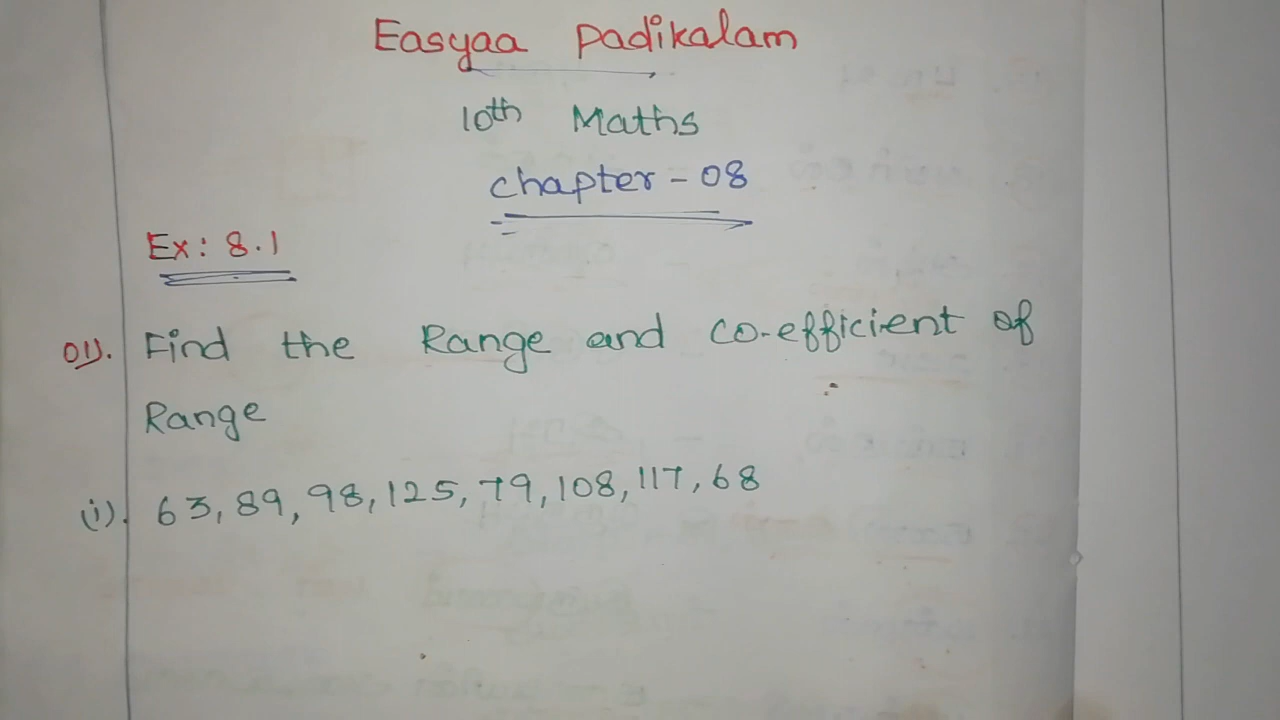 Easyaa Padikalam
10th Maths
Chapter - 08
Ex: 8.1
01). Find the Range and co-efficient of
Range
(i). 63, 89, 98, 125, 79, 108, 117, 68